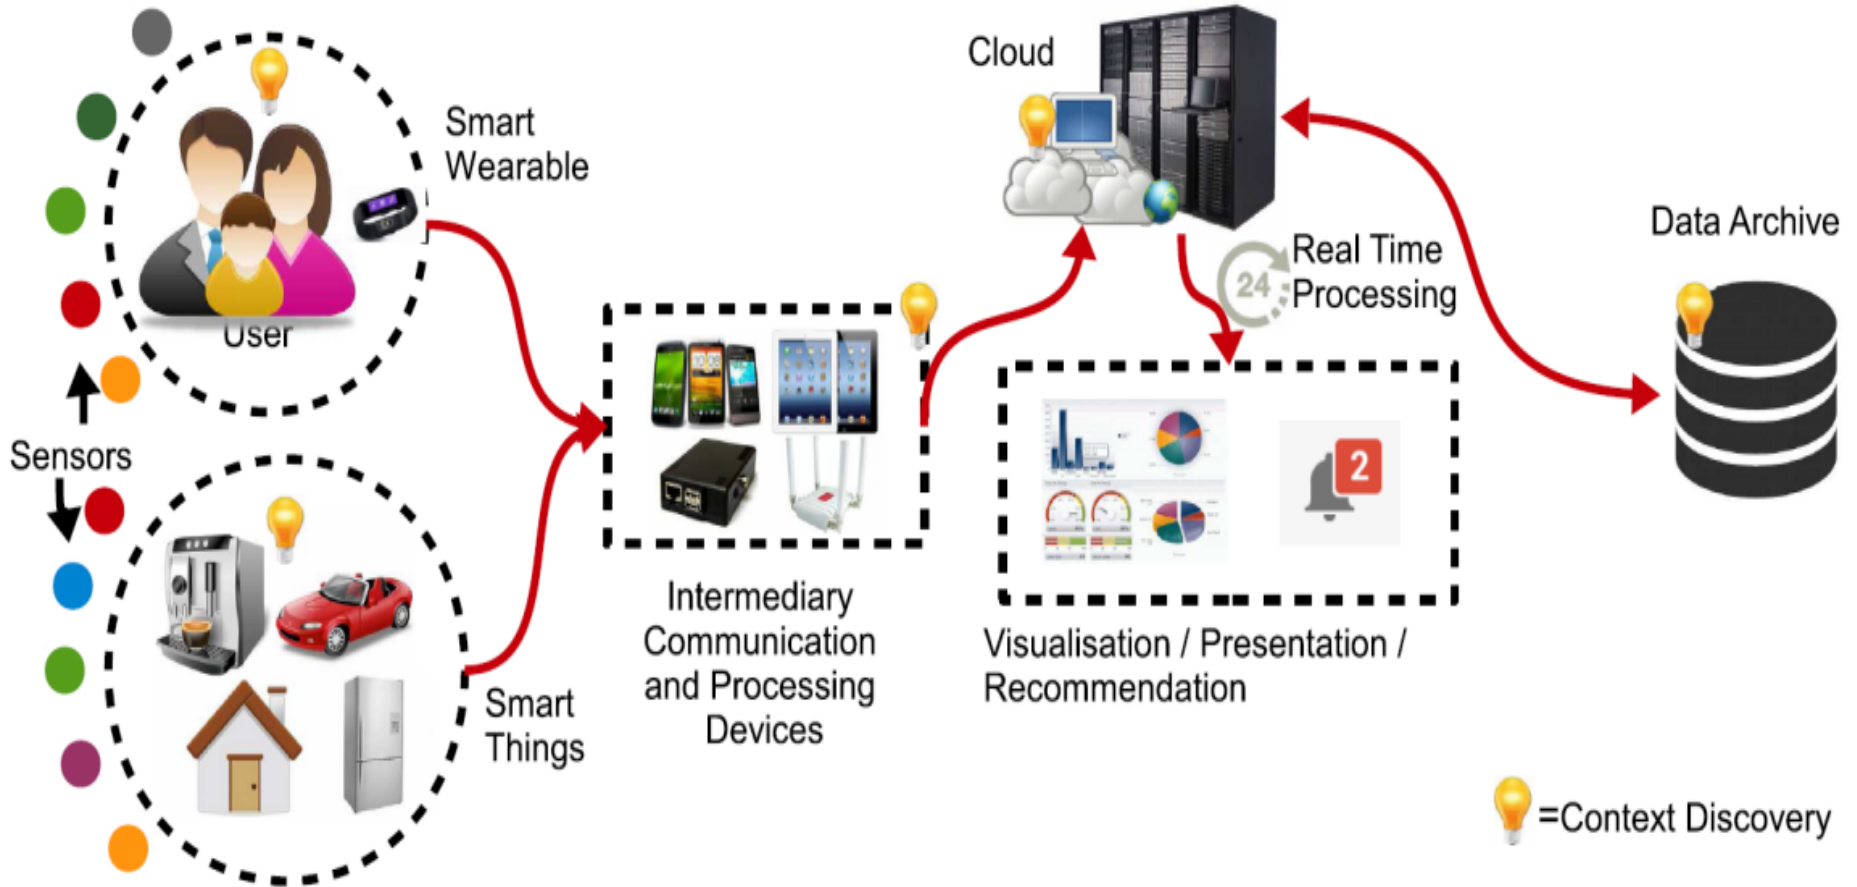 Smart
Wearable
User
Sensors
Smart
Things
Intermediary
Communication
and Processing
Devices
Cloud
24
Real Time
Processing
Data Archive
2
Visualisation / Presentation /
Recommendation
=Context Discovery